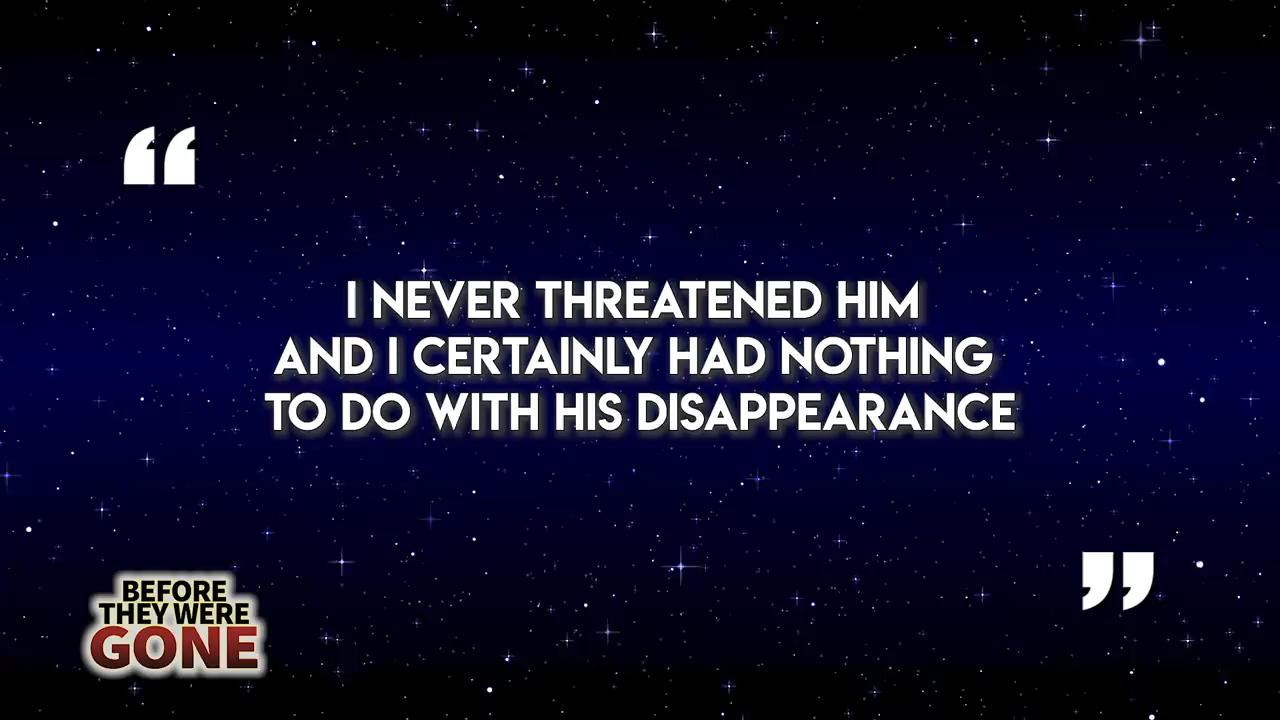 “
I NEVER THREATENED HIM
AND I CERTAINLY HAD NOTHING
TO DO WITH HIS DISAPPEARANCE
”
BEFORE
THEY WERE
GONE